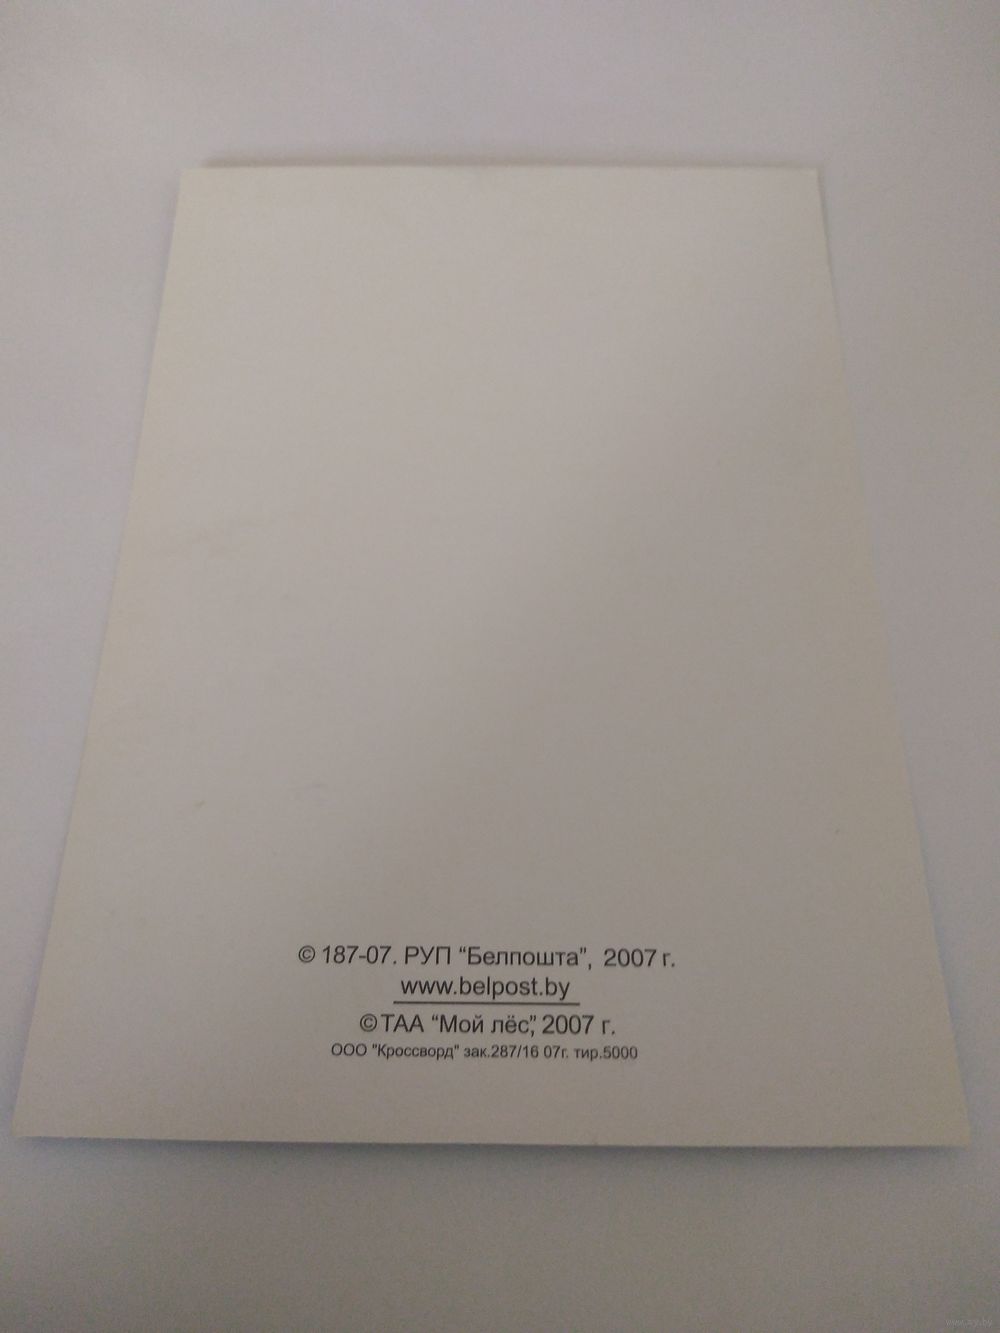 © 187-07. РУП “Белпошта”, 2007 г.
www.belpost.by
© ТАА “Мой лёс”, 2007 г.
ООО "Кроссворд" зак.287/16 07г. тир.5000